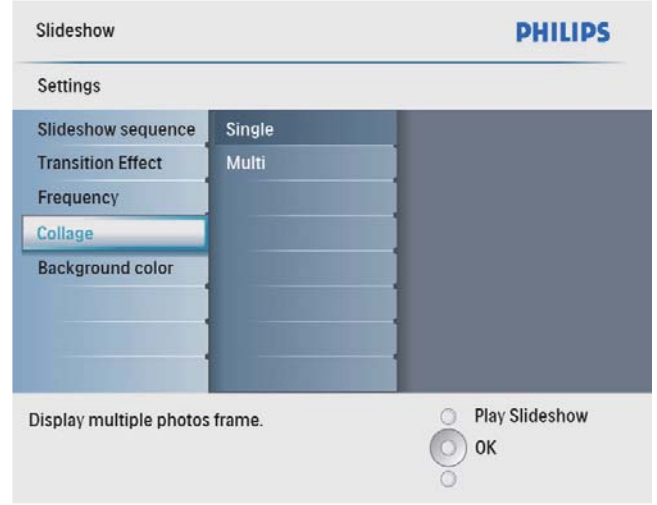 Slideshow
PHILIPS
Settings
Slideshow sequence
Transition Effect
Frequency
Collage
Background color
Single
Multi
Display multiple photos frame.
Play Slideshow
OK